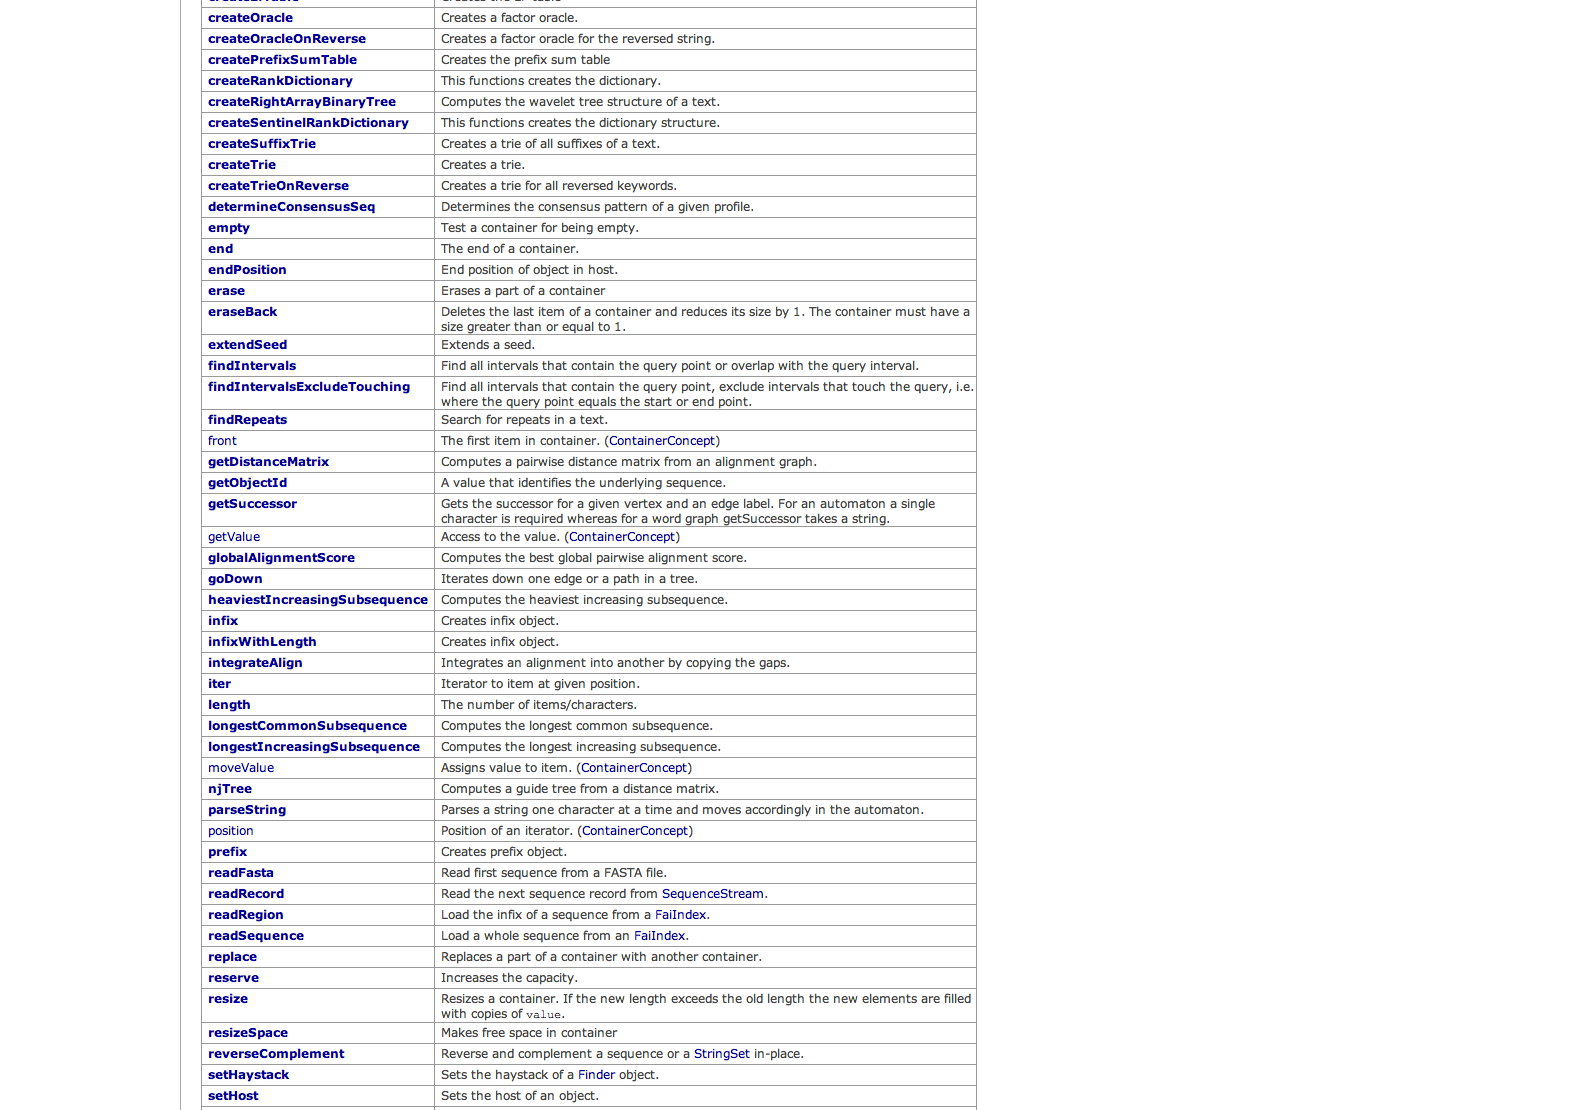 createOracle Creates a factor oracle.
createOracleOnReverse Creates a factor oracle for the reversed string.
createPrefixSumTable Creates the prefix sum table
createRankDictionary This functions creates the dictionary.
createRightArrayBinaryTree Computes the wavelet tree structure of a text.
createSentinelRankDictionary This functions creates the dictionary structure.
createSuffixTrie Creates a trie of all suffixes of a text.
createTrie Creates a trie.
createTrieOnReverse Creates a trie for all reversed keywords.
determineConsensusSeq Determines the consensus pattern of a given profile.
empty Test a container for being empty.
end The end of a container.
endPosition End position of object in host.
erase Erases a part of a container
eraseBack Deletes the last item of a container and reduces its size by 1. The container must have a
size greater than or equal to 1.
extendSeed Extends a seed.
findIntervals Find all intervals that contain the query point or overlap with the query interval.
findIntervalsExcludeTouching Find all intervals that contain the query point, exclude intervals that touch the query, i.e.
where the query point equals the start or end point.
findRepeats Search for repeats in a text.
front The first item in container. (ContainerConcept)
getDistanceMatrix Computes a pairwise distance matrix from an alignment graph.
getObjectId A value that identifies the underlying sequence.
getSuccessor Gets the successor for a given vertex and an edge label. For an automaton a single
character is required whereas for a word graph getSuccessor takes a string.
getValue Access to the value. (ContainerConcept)
globalAlignmentScore Computes the best global pairwise alignment score.
goDown Iterates down one edge or a path in a tree.
heaviestIncreasingSubsequence Computes the heaviest increasing subsequence.
infix Creates infix object.
infixWithLength Creates infix object.
integrateAlign Integrates an alignment into another by copying the gaps.
iter Iterator to item at given position.
length The number of items/characters.
longestCommonSubsequence Computes the longest common subsequence.
longestIncreasingSubsequence Computes the longest increasing subsequence.
moveValue Assigns value to item. (ContainerConcept)
njTree Computes a guide tree from a distance matrix.
parseString Parses a string one character at a time and moves accordingly in the automaton.
position Position of an iterator. (ContainerConcept)
prefix Creates prefix object.
readFasta Read first sequence from a FASTA file.
readRecord Read the next sequence record from SequenceStream.
readRegion Load the infix of a sequence from a FaiIndex.
readSequence Load a whole sequence from an FaiIndex.
replace Replaces a part of a container with another container.
reserve Increases the capacity.
resize Resizes a container. If the new length exceeds the old length the new elements are filled
with copies of value.
resizeSpace Makes free space in container
reverseComplement Reverse and complement a sequence or a StringSet in-place.
setHaystack Sets the haystack of a Finder object.
setHost Sets the host of an object.